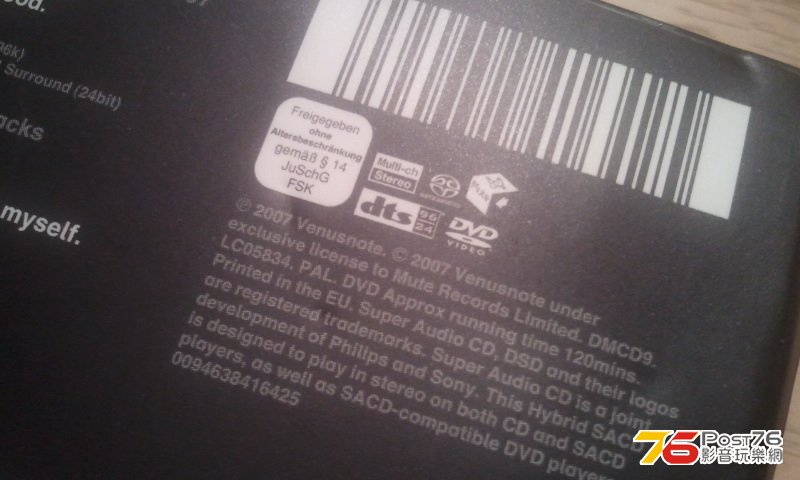 ood.
96k)
Surround (24bit)
acks
myself.
Freigegeben
ohne
Altersbeschränkung
gemäß § 14
JuSchG
FSK
Multi-ch
Stereo
dts 96 24
DVD
VIDEO
℗ 2007 Venusnote. © 2007 Venusnote under
exclusive license to Mute Records Limited. DMCD9.
LC05834. PAL. DVD Approx running time 120mins.
Printed in the EU. Super Audio CD, DSD and their logos
are registered trademarks. Super Audio CD is a joint
development of Philips and Sony. This Hybrid SACD
is designed to play in stereo on both CD and SACD
players, as well as SACD-compatible DVD players
0094638416425
76 Post76
影音玩樂網